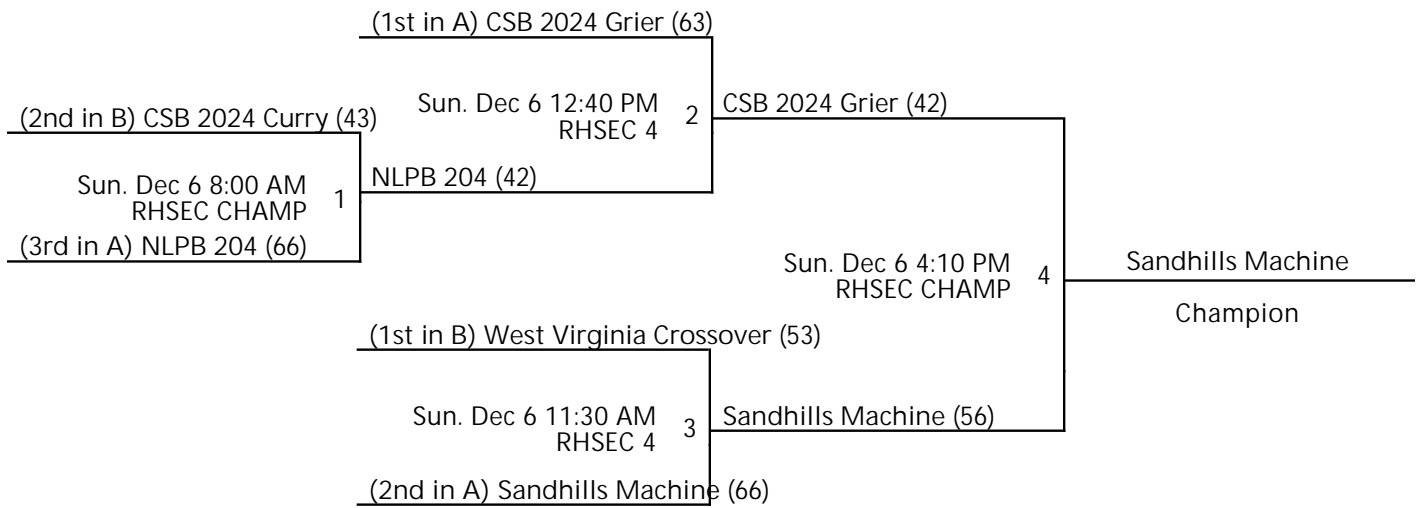 (1st in A) CSB 2024 Grier (63)
(2nd in B) CSB 2024 Curry (43)
Sun. Dec 6 12:40 PM
RHSEC 4
2
CSB 2024 Grier (42)
Sun. Dec 6 8:00 AM
RHSEC CHAMP
1
NLPB 204 (42)
(3rd in A) NLPB 204 (66)
Sun. Dec 6 4:10 PM
RHSEC CHAMP
4
Sandhills Machine
Champion
(1st in B) West Virginia Crossover (53)
Sun. Dec 6 11:30 AM
RHSEC 4
3
Sandhills Machine (56)
(2nd in A) Sandhills Machine (66)